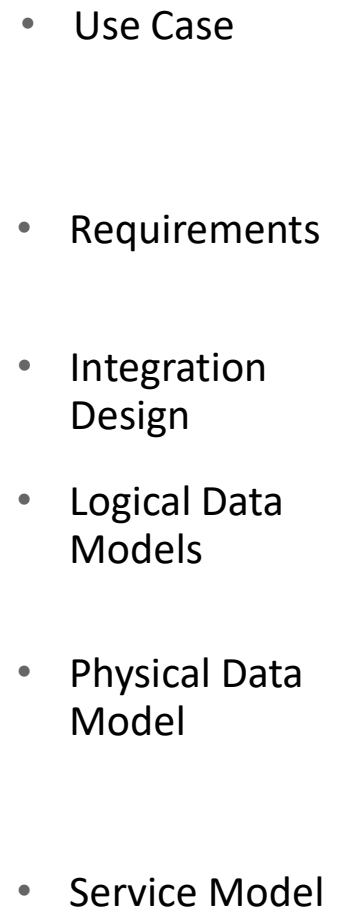 • Use Case
• Requirements
• Integration
Design
• Logical Data
Models
• Physical Data
Model
• Service Model